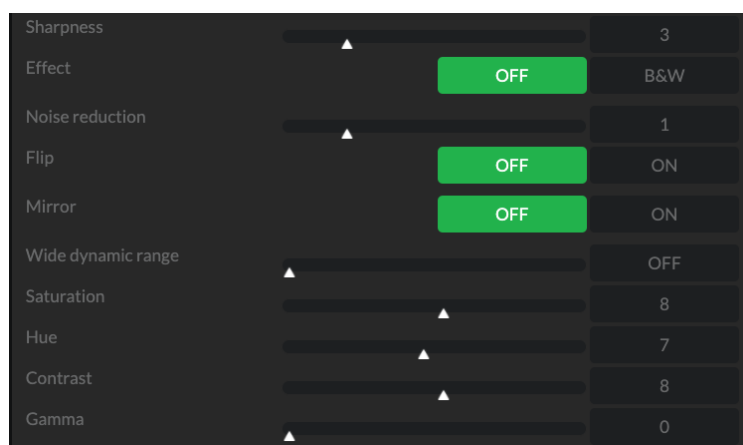 Sharpness 3
Effect OFF B&W
Noise reduction 1
Flip OFF ON
Mirror OFF ON
Wide dynamic range OFF
Saturation 8
Hue 7
Contrast 8
Gamma 0